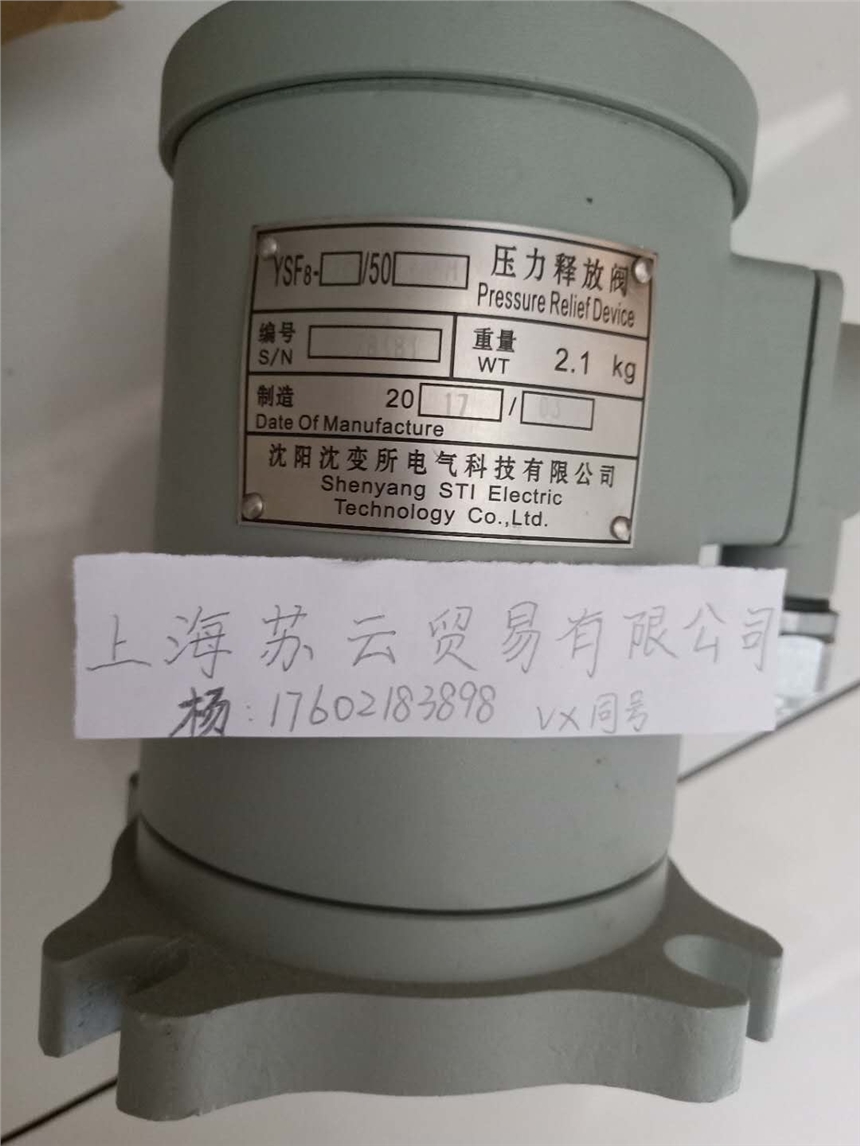 YSF8- /50 压力释放阀
Pressure Relief Device
编号
S/N
重量
WT 2.1 kg
制造
Date Of Manufacture
20 17 / 03
沈阳沈变所电气科技有限公司
Shenyang STI Electric
Technology Co.,Ltd.
上海苏云贸易有限公司
杨:17602183898 VX同号